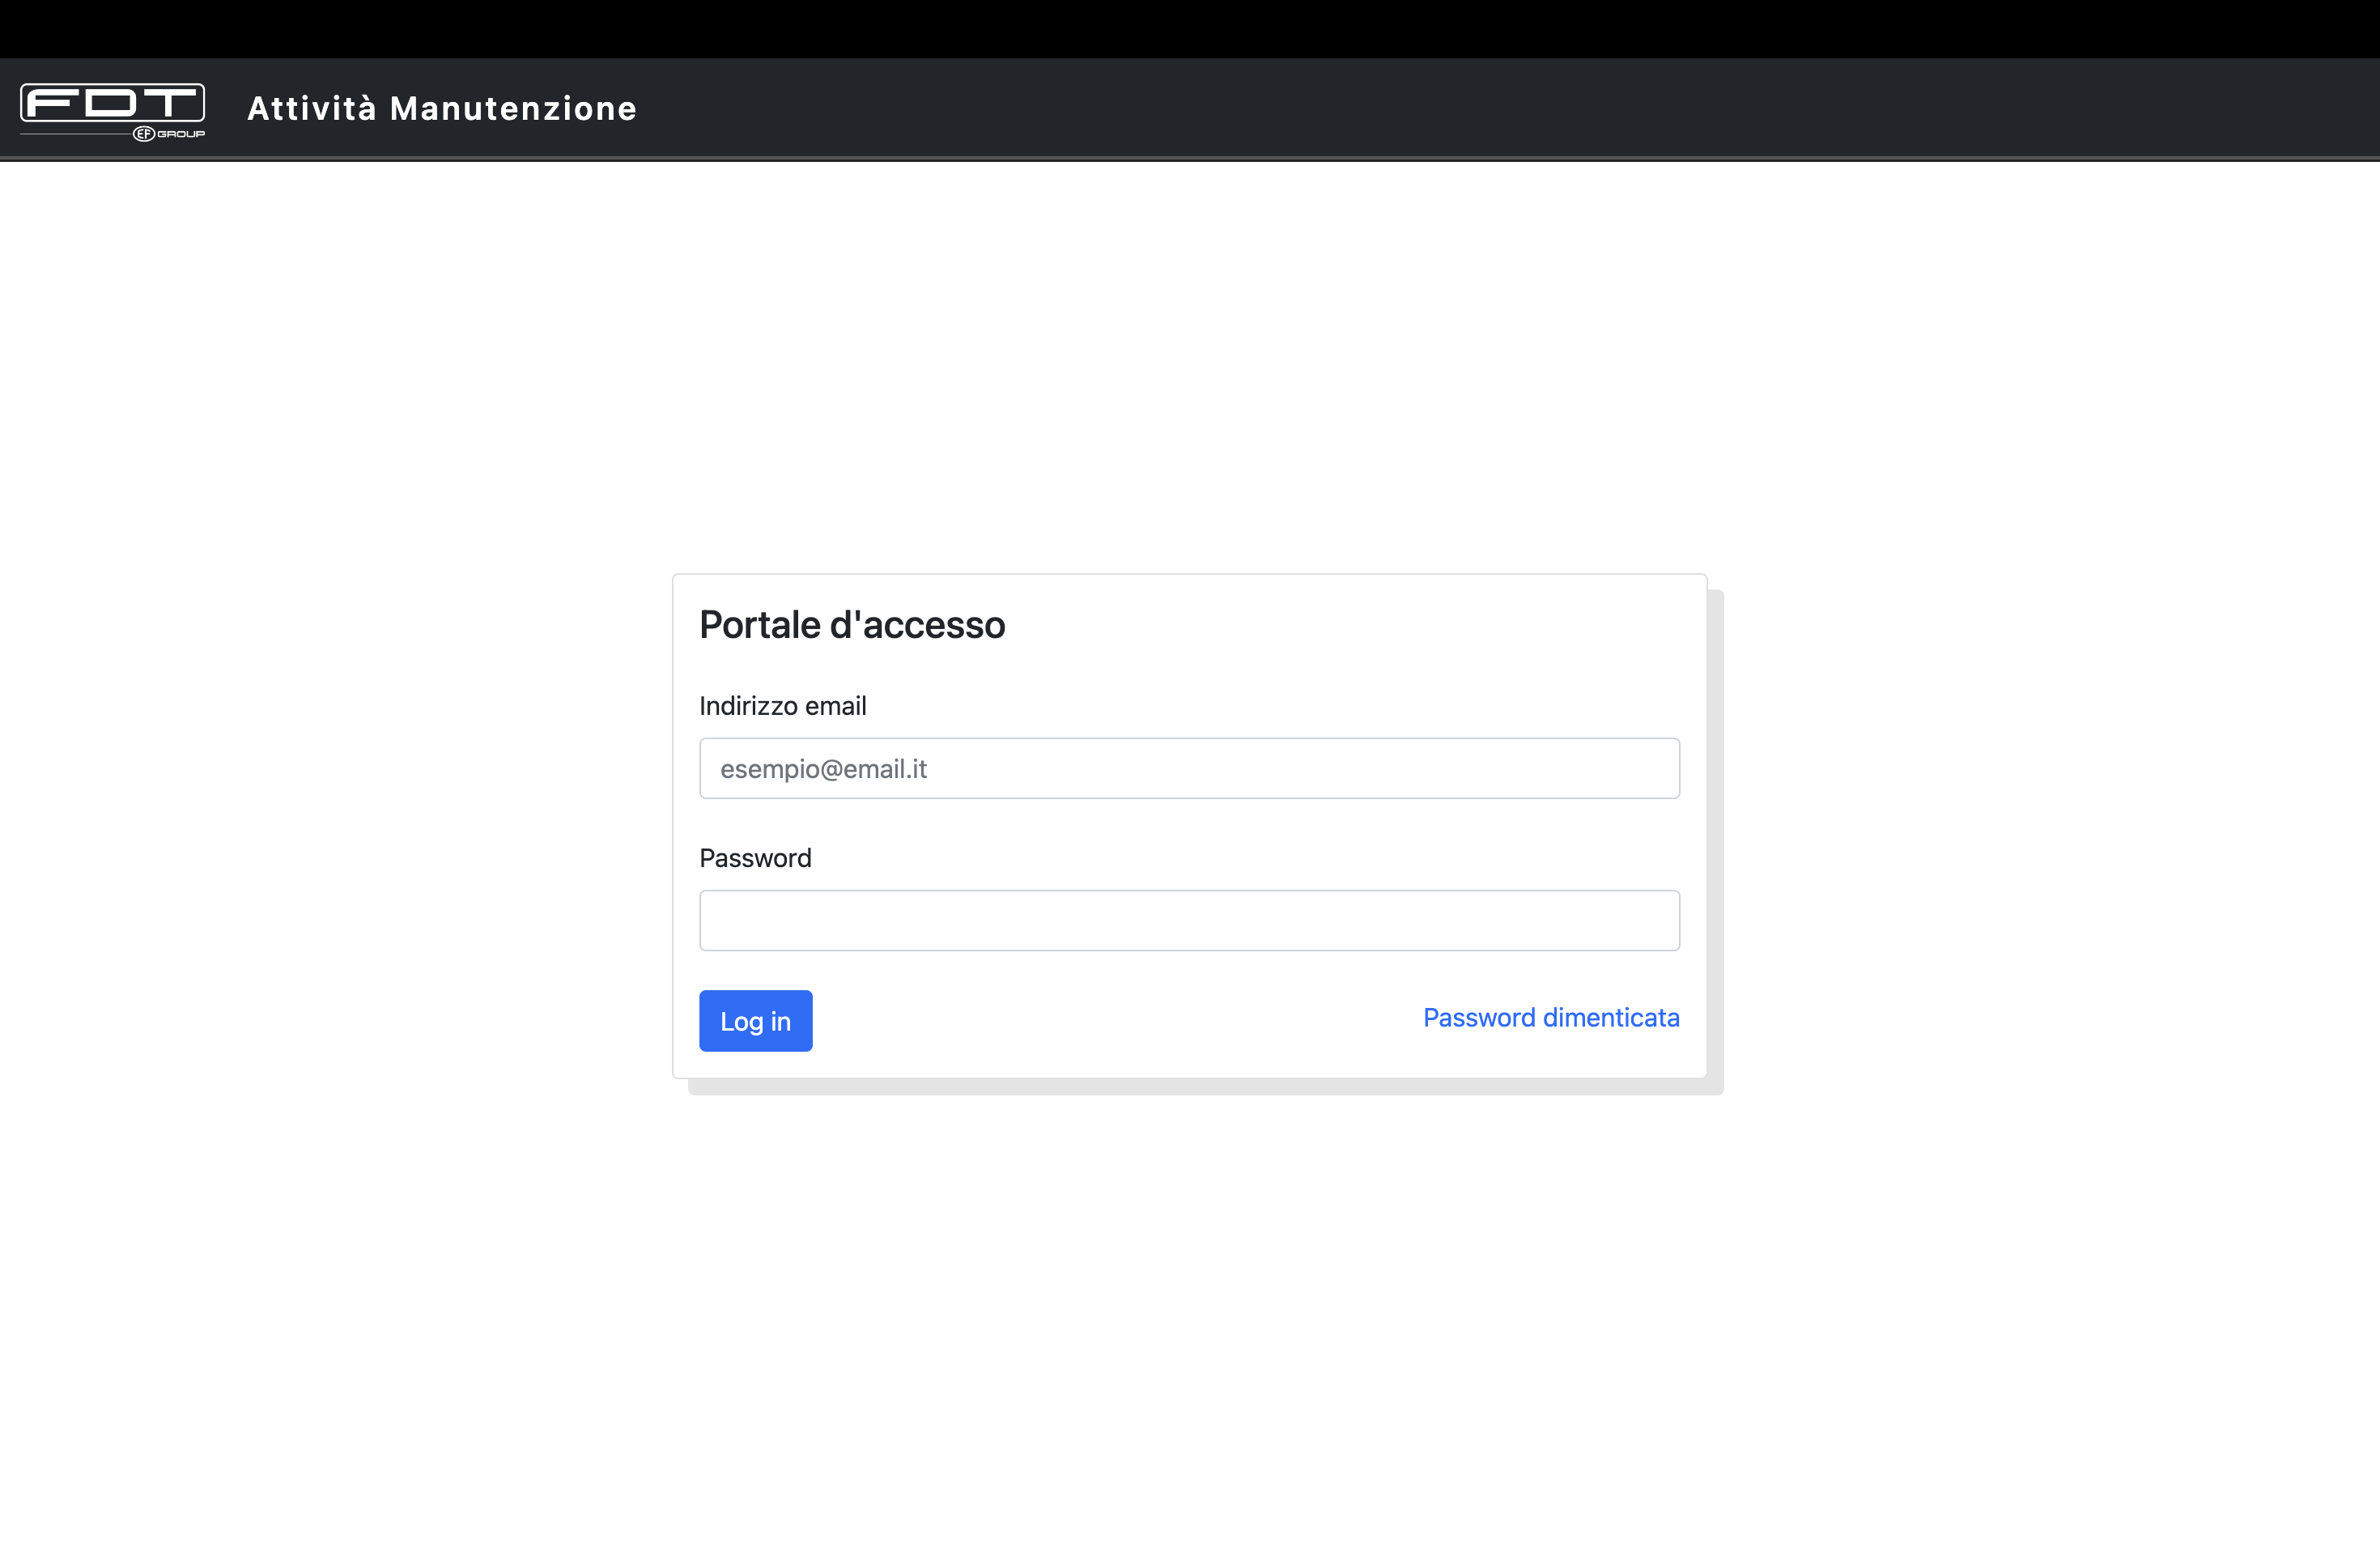 FDT
EF GROUP
Attività Manutenzione
Portale d'accesso
Indirizzo email
esempio@email.it
Password
Log in
Password dimenticata